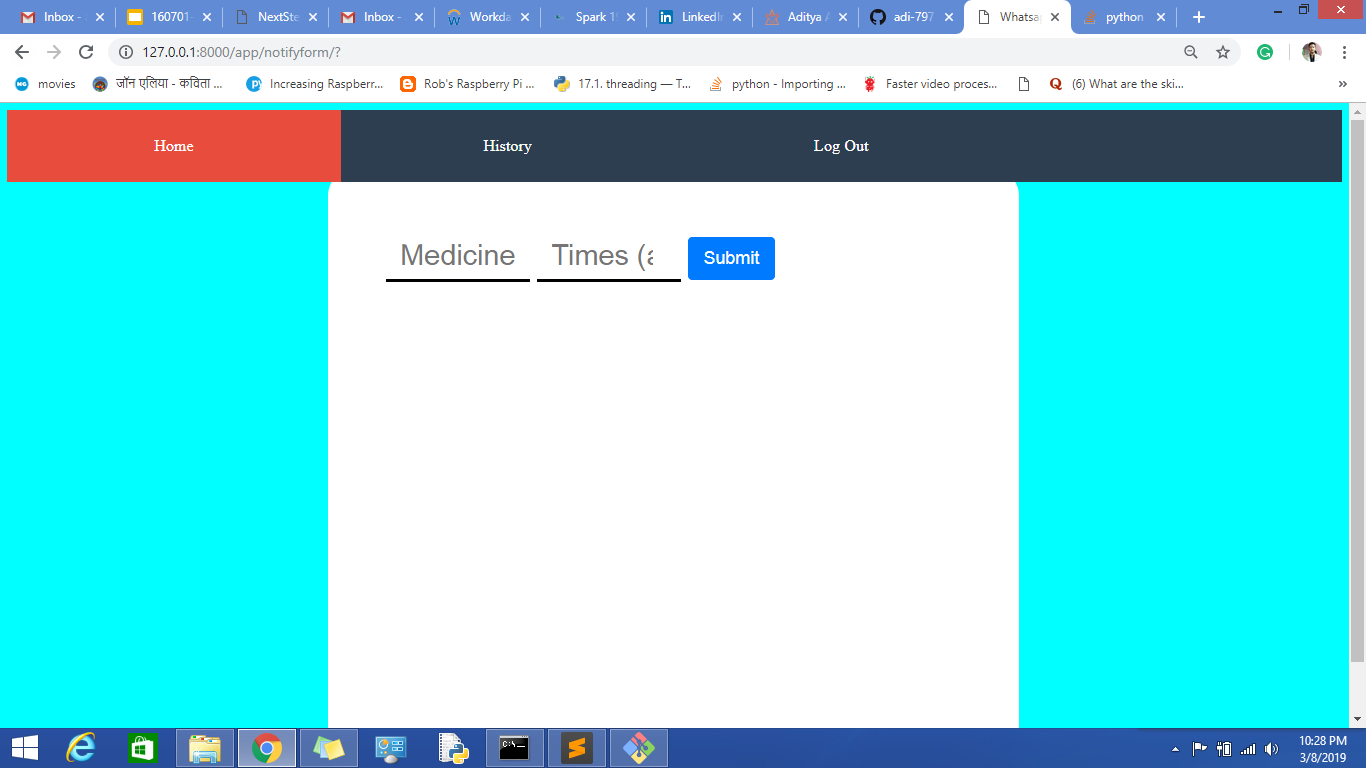 Inbox -
160701
NextSte
Inbox -
Workda
Spark 1
LinkedI
Aditya A
adi-797
Whatsa
python
127.0.0.1:8000/app/notifyform/?
movies
जॉन एलिया - कविता ...
Increasing Raspberr...
Rob's Raspberry Pi ...
17.1. threading — T...
python - Importing ...
Faster video proces...
(6) What are the ski...
»
Home
History
Log Out
Medicine
Times (a
Submit
10:28 PM
3/8/2019